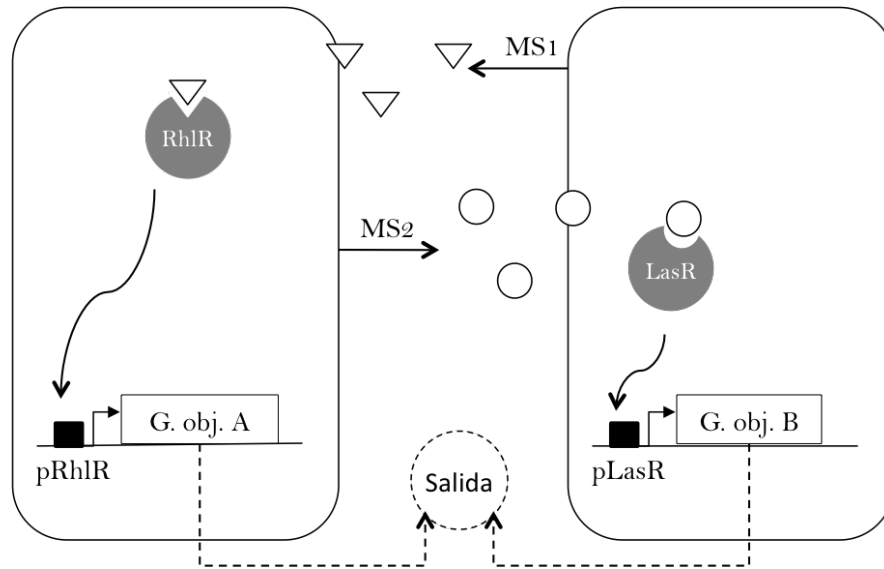 MS1
RhlR
MS2
LasR
G. obj. A
G. obj. B
pRhlR
Salida
pLasR